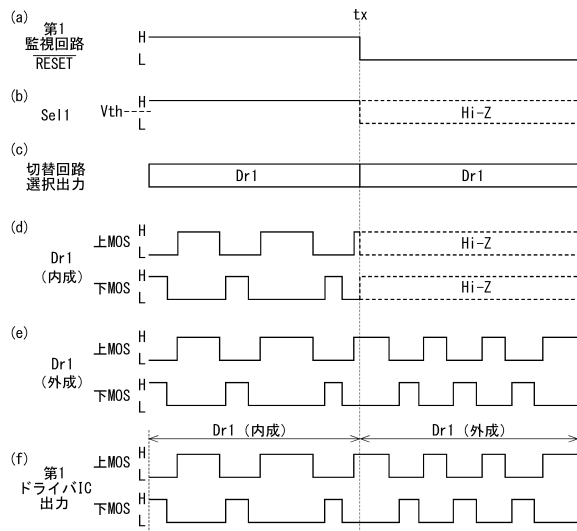 tx
(a)
第1
監視回路
RESET
H
L
(b)
Sel1
Vth
H
L
Hi-Z
(c)
切替回路
選択出力
Dr1
Dr1
(d)
Dr1
(内成)
上MOS
H
L
Hi-Z
下MOS
H
L
Hi-Z
(e)
Dr1
(外成)
上MOS
H
L
下MOS
H
L
Dr1 (内成)
Dr1 (外成)
(f)
第1
ドライバIC
出力
上MOS
H
L
下MOS
H
L